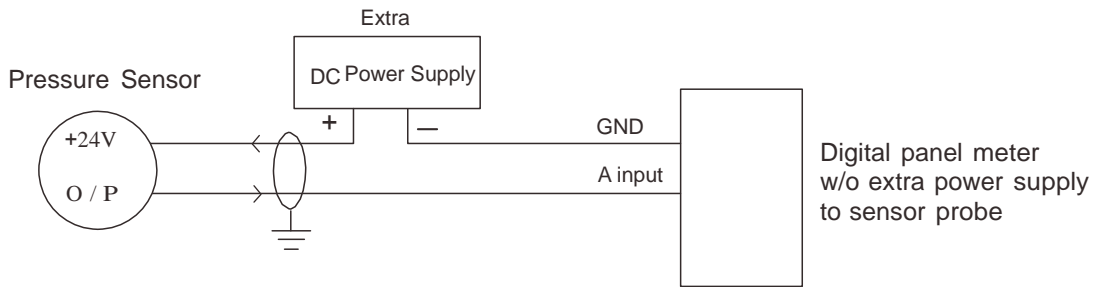 Extra
DC Power Supply
Pressure Sensor
+ —
+24V
GND
O / P
A input
Digital panel meter
w/o extra power supply
to sensor probe